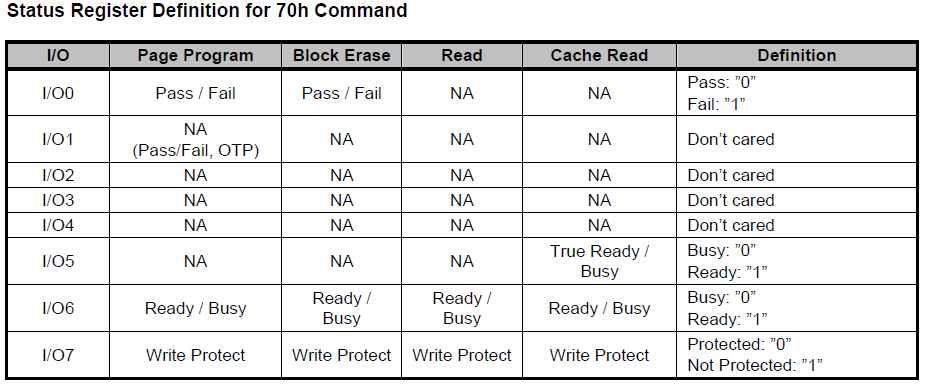 Status Register Definition for 70h Command
I/O Page Program Block Erase Read Cache Read Definition
I/O0 Pass / Fail Pass / Fail NA NA Pass: ”0”
Fail: ”1”
I/O1 NA
(Pass/Fail, OTP) NA NA NA Don’t cared
I/O2 NA NA NA NA Don’t cared
I/O3 NA NA NA NA Don’t cared
I/O4 NA NA NA NA Don’t cared
I/O5 NA NA NA True Ready /
Busy Busy: ”0”
Ready: ”1”
I/O6 Ready / Busy Ready /
Busy Ready /
Busy Ready / Busy Busy: ”0”
Ready: ”1”
I/O7 Write Protect Write Protect Write Protect Write Protect Protected: ”0”
Not Protected: ”1”